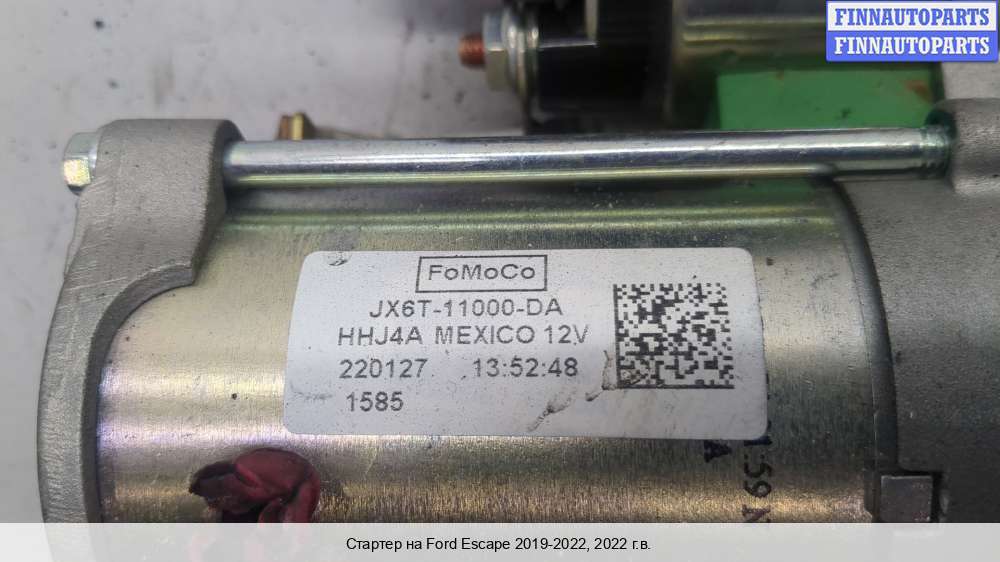 FINNAUTOPARTS
FINNAUTOPARTS
FoMoCo
JX6T-11000-DA
HHJ4A MEXICO 12V
220127 13:52:48
1585
:59
Стартер на Ford Escape 2019-2022, 2022 г.в.